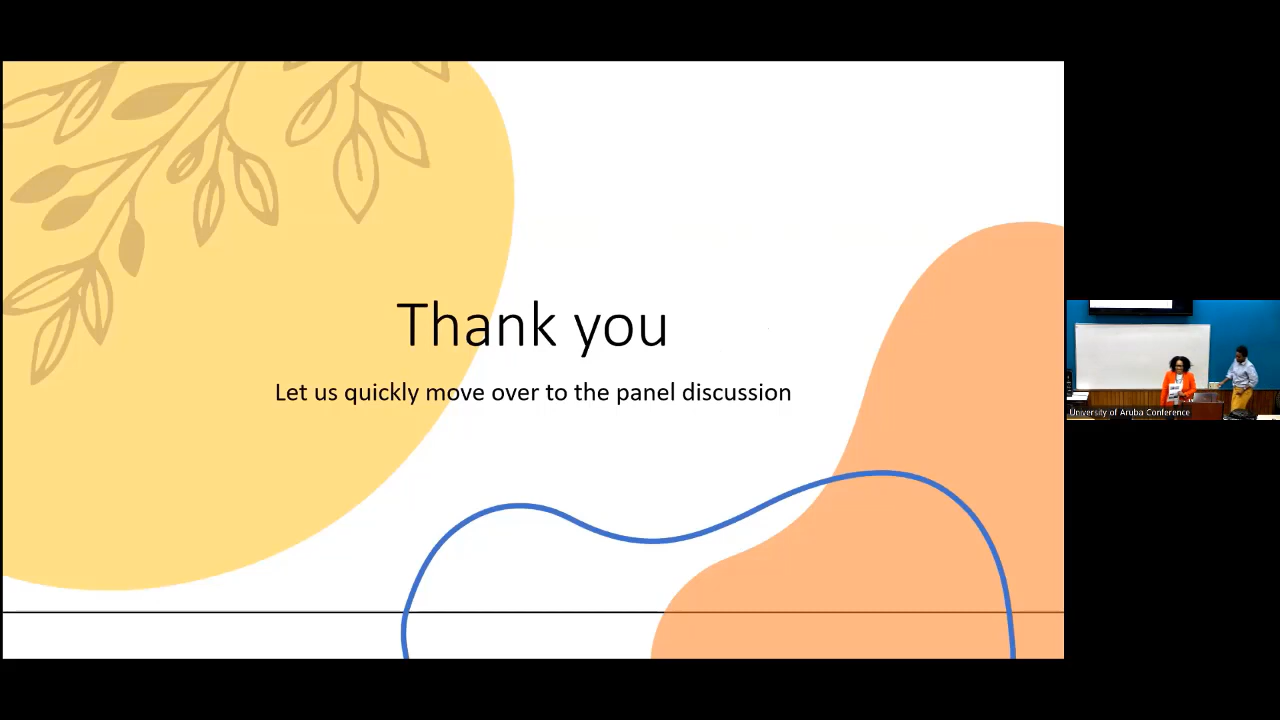 Thank you
Let us quickly move over to the panel discussion
University of Aruba Conference